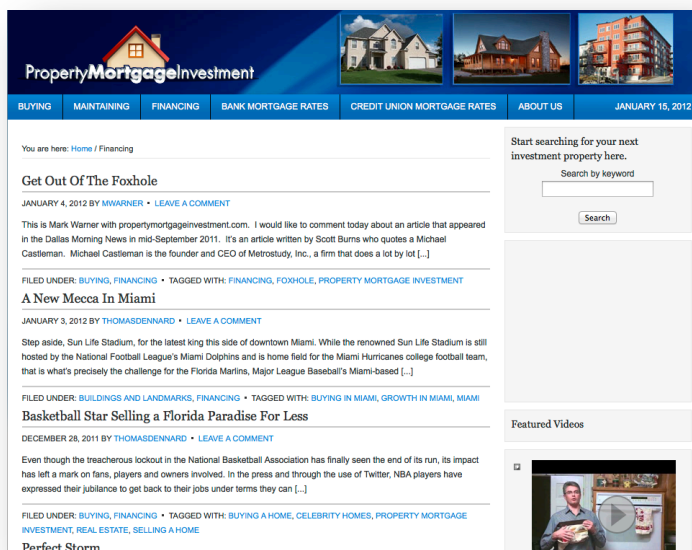 PropertyMortgageInvestment
BUYING MAINTAINING FINANCING BANK MORTGAGE RATES CREDIT UNION MORTGAGE RATES ABOUT US JANUARY 15, 2012
You are here: Home / Financing
Get Out Of The Foxhole
JANUARY 4, 2012 BY MWARNER • LEAVE A COMMENT
This is Mark Warner with propertymortgageinvestment.com. I would like to comment today about an article that appeared
in the Dallas Morning News in mid-September 2011. It's an article written by Scott Burns who quotes a Michael
Castleman. Michael Castleman is the founder and CEO of Metrostudy, Inc., a firm that does a lot by lot [...]
FILED UNDER: BUYING, FINANCING • TAGGED WITH: FINANCING, FOXHOLE, PROPERTY MORTGAGE INVESTMENT
A New Mecca In Miami
JANUARY 3, 2012 BY THOMASDENNARD • LEAVE A COMMENT
Step aside, Sun Life Stadium, for the latest king this side of downtown Miami. While the renowned Sun Life Stadium is still
hosted by the National Football League's Miami Dolphins and is home field for the Miami Hurricanes college football team,
that is what's precisely the challenge for the Florida Marlins, Major League Baseball's Miami-based [...]
FILED UNDER: BUILDINGS AND LANDMARKS, FINANCING • TAGGED WITH: BUYING IN MIAMI, GROWTH IN MIAMI, MIAMI
Basketball Star Selling a Florida Paradise For Less
DECEMBER 28, 2011 BY THOMASDENNARD • LEAVE A COMMENT
Even though the treacherous lockout in the National Basketball Association has finally seen the end of its run, its impact
has left a mark on fans, players and owners involved. In the press and through the use of Twitter, NBA players have
expressed their jubilance to get back to their jobs under terms they can [...]
FILED UNDER: BUYING, FINANCING • TAGGED WITH: BUYING A HOME, CELEBRITY HOMES, PROPERTY MORTGAGE
INVESTMENT, REAL ESTATE, SELLING A HOME
Perfect Storm
Start searching for your next
investment property here.
Search by keyword
Search
Featured Videos